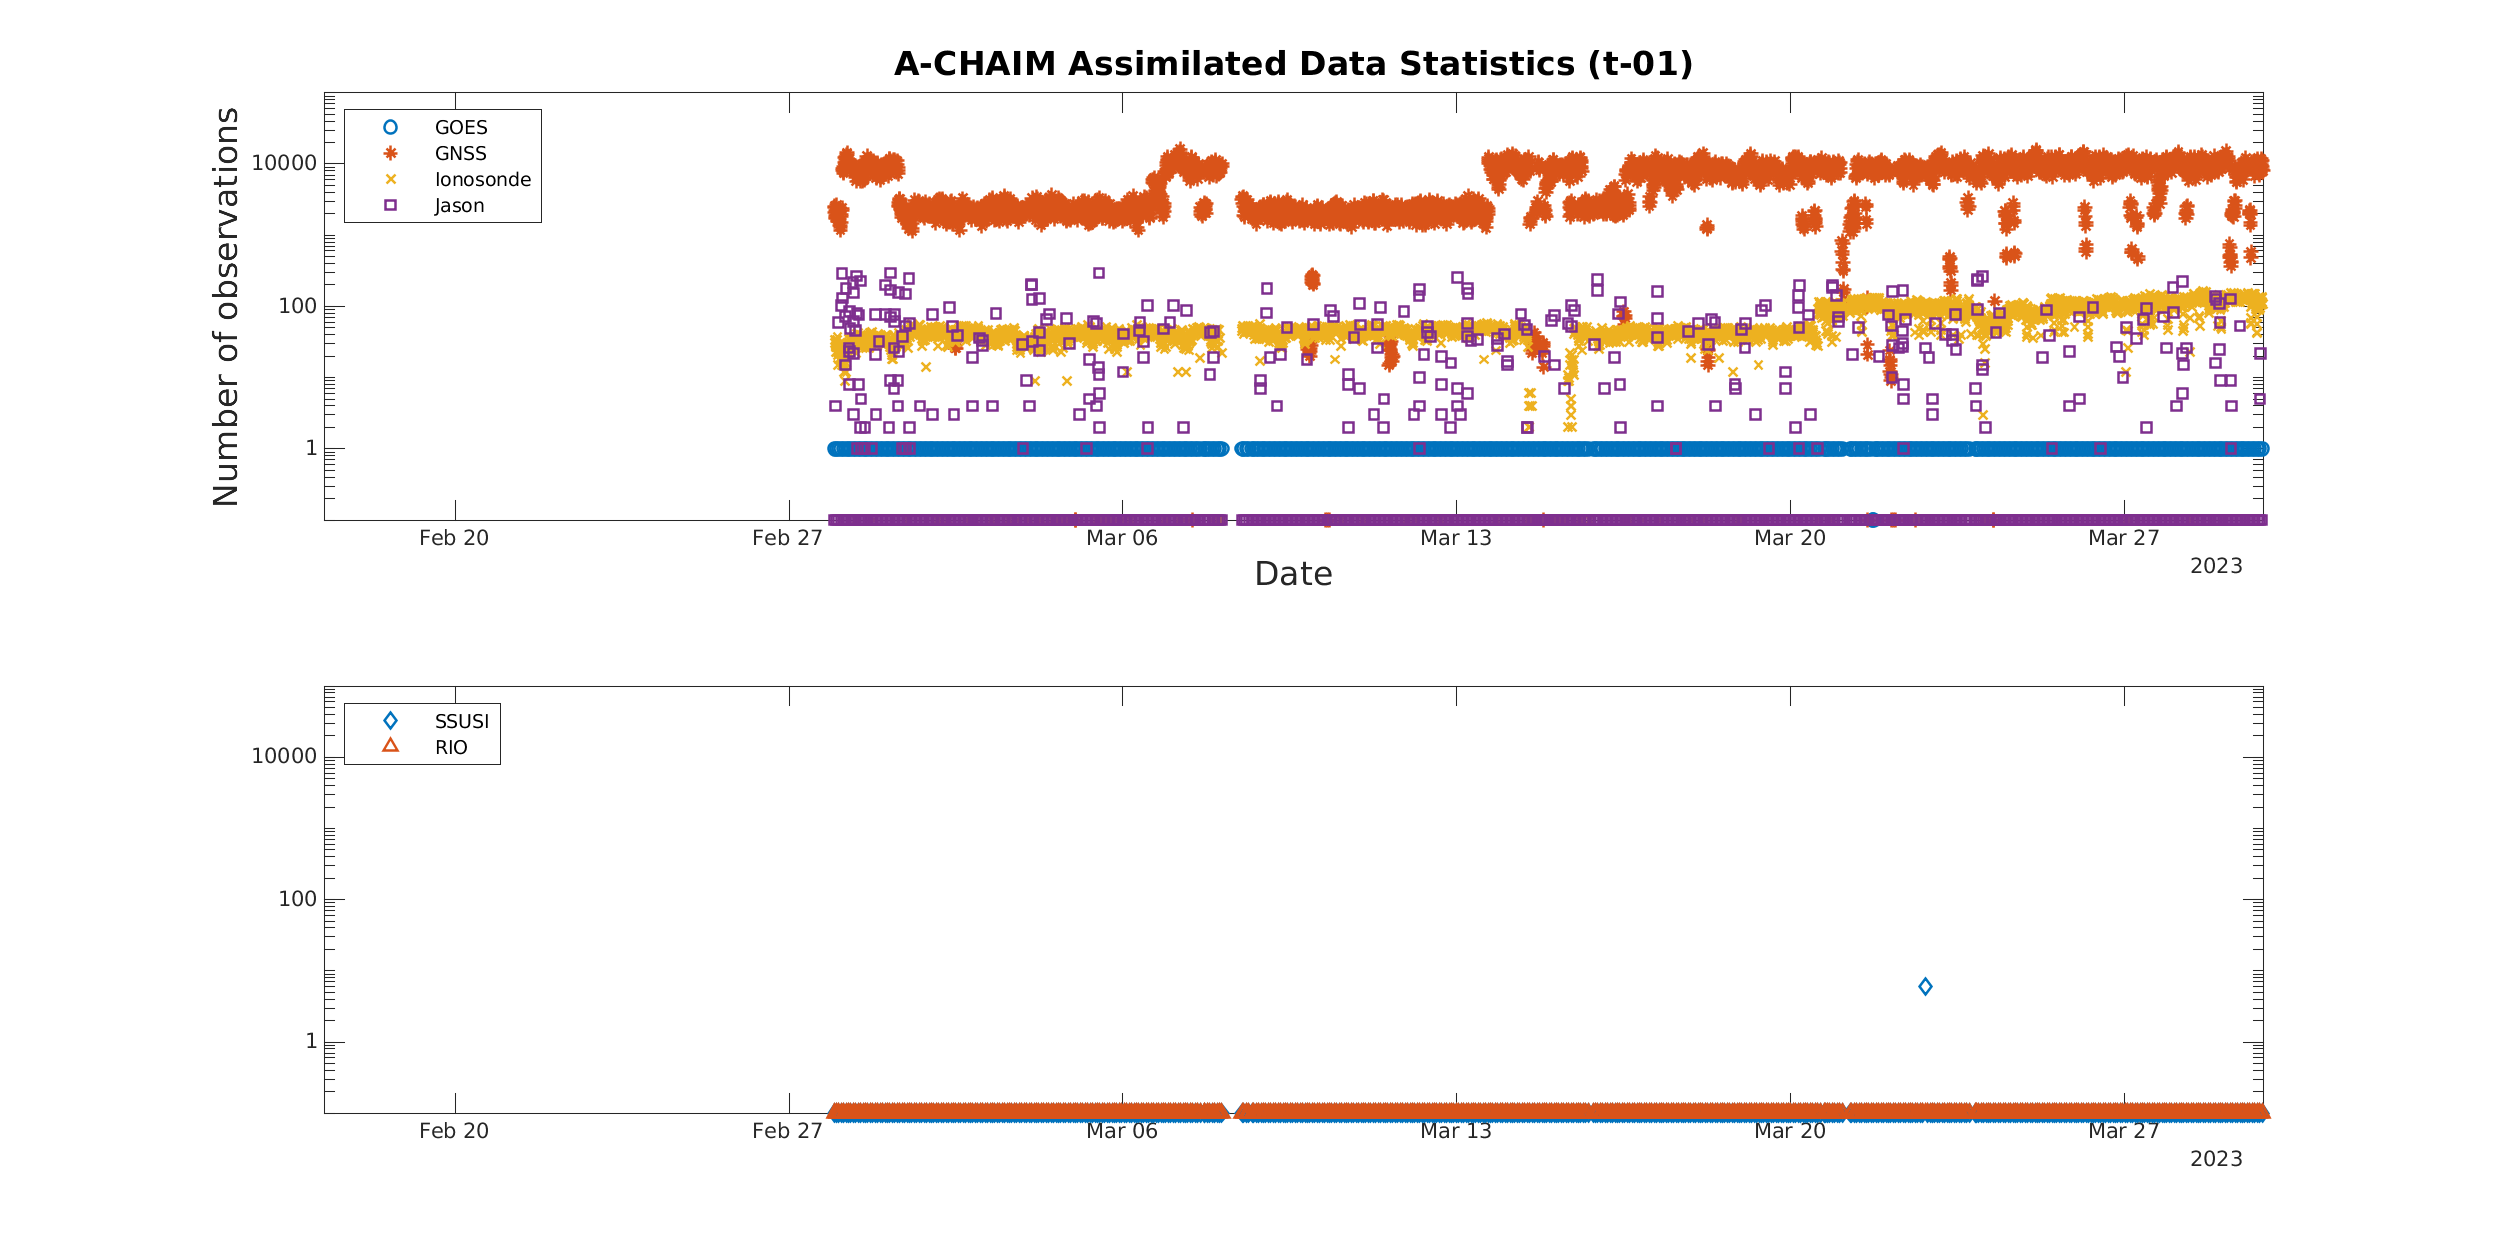 A-CHAIM Assimilated Data Statistics (t-01)
Number of observations
10000
100
1
GOES
GNSS
Ionosonde
Jason
Feb 20
Feb 27
Mar 06
Mar 13
Mar 20
Mar 27
2023
Date
10000
100
1
SSUSI
RIO
Feb 20
Feb 27
Mar 06
Mar 13
Mar 20
Mar 27
2023